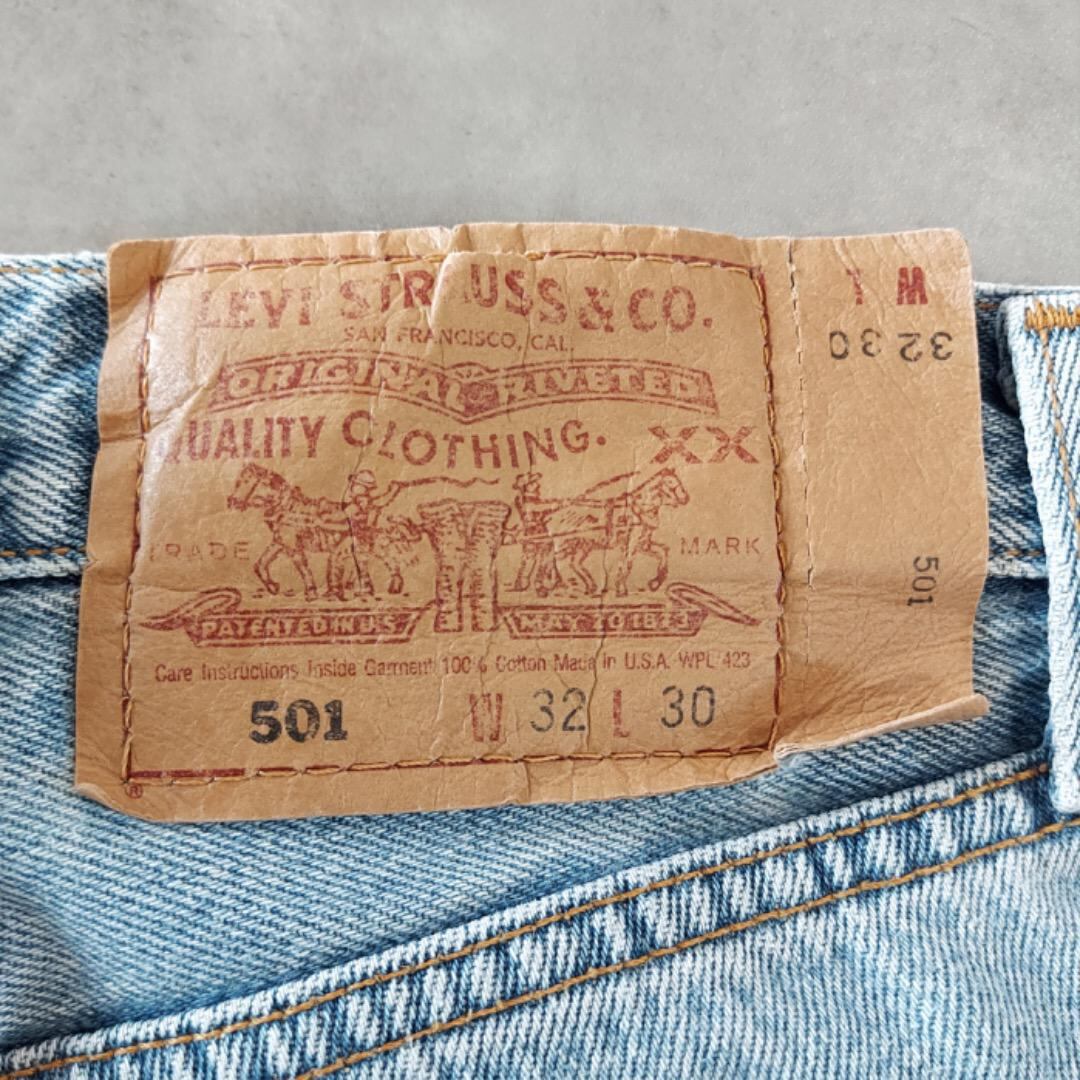 LEVI STRAUSS & CO.
SAN FRANCISCO, CAL.
ORIGINAL RIVETED
QUALITY CLOTHING. XX
TRADE MARK
PATENTED IN U.S. MAY 20 1873
Care Instructions Inside Garment 100% Cotton Made in U.S.A. WPL 423
501 W 32 L 30
®
W L
32 30
501